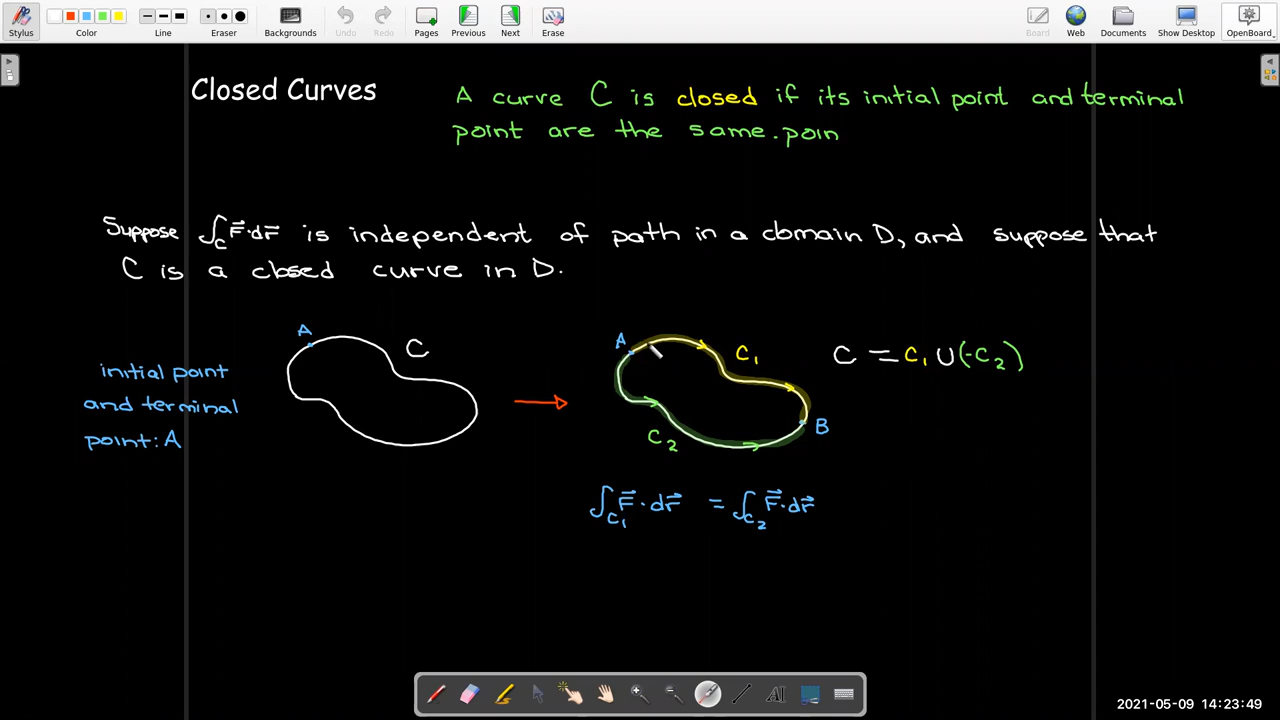 Stylus
Color
Line
Eraser
Backgrounds
Undo
Redo
Pages
Previous
Next
Erase
Board
Web
Documents
Show Desktop
OpenBoard
Closed Curves
A curve C is closed if its initial point and terminal
point are the same.poin
Suppose ∫_C F⃗·dr⃗ is independent of path in a domain D, and suppose that
C is a closed curve in D.
A
C
initial point
and terminal
point: A
A
C₁
C₂
B
C = C₁ ∪ (-C₂)
∫_C₁ F⃗·dr⃗ = ∫_C₂ F⃗·dr⃗
2021-05-09 14:23:49